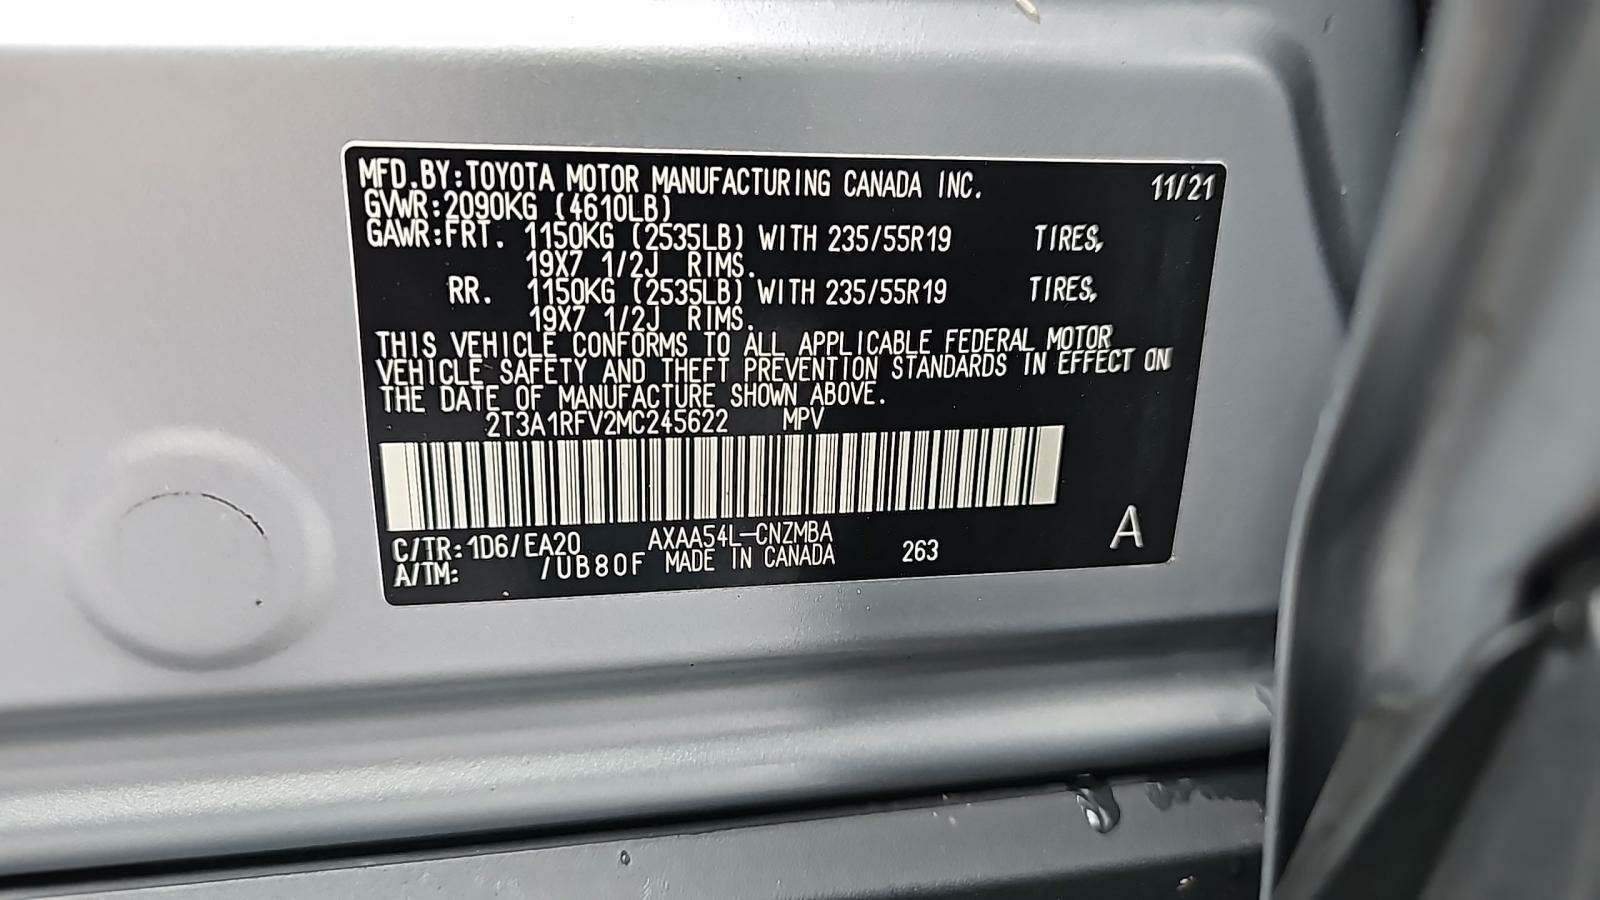 MFD.BY:TOYOTA MOTOR MANUFACTURING CANADA INC. 11/21
GVWR:2090KG (4610LB)
GAWR:FRT. 1150KG (2535LB) WITH 235/55R19 TIRES,
19X7 1/2J RIMS.
RR. 1150KG (2535LB) WITH 235/55R19 TIRES,
19X7 1/2J RIMS.
THIS VEHICLE CONFORMS TO ALL APPLICABLE FEDERAL MOTOR
VEHICLE SAFETY AND THEFT PREVENTION STANDARDS IN EFFECT ON
THE DATE OF MANUFACTURE SHOWN ABOVE.
2T3A1RFV2MC245622 MPV
C/TR:1D6/EA20 AXAA54L-CNZMBA
A/TM: /UB80F MADE IN CANADA 263 A